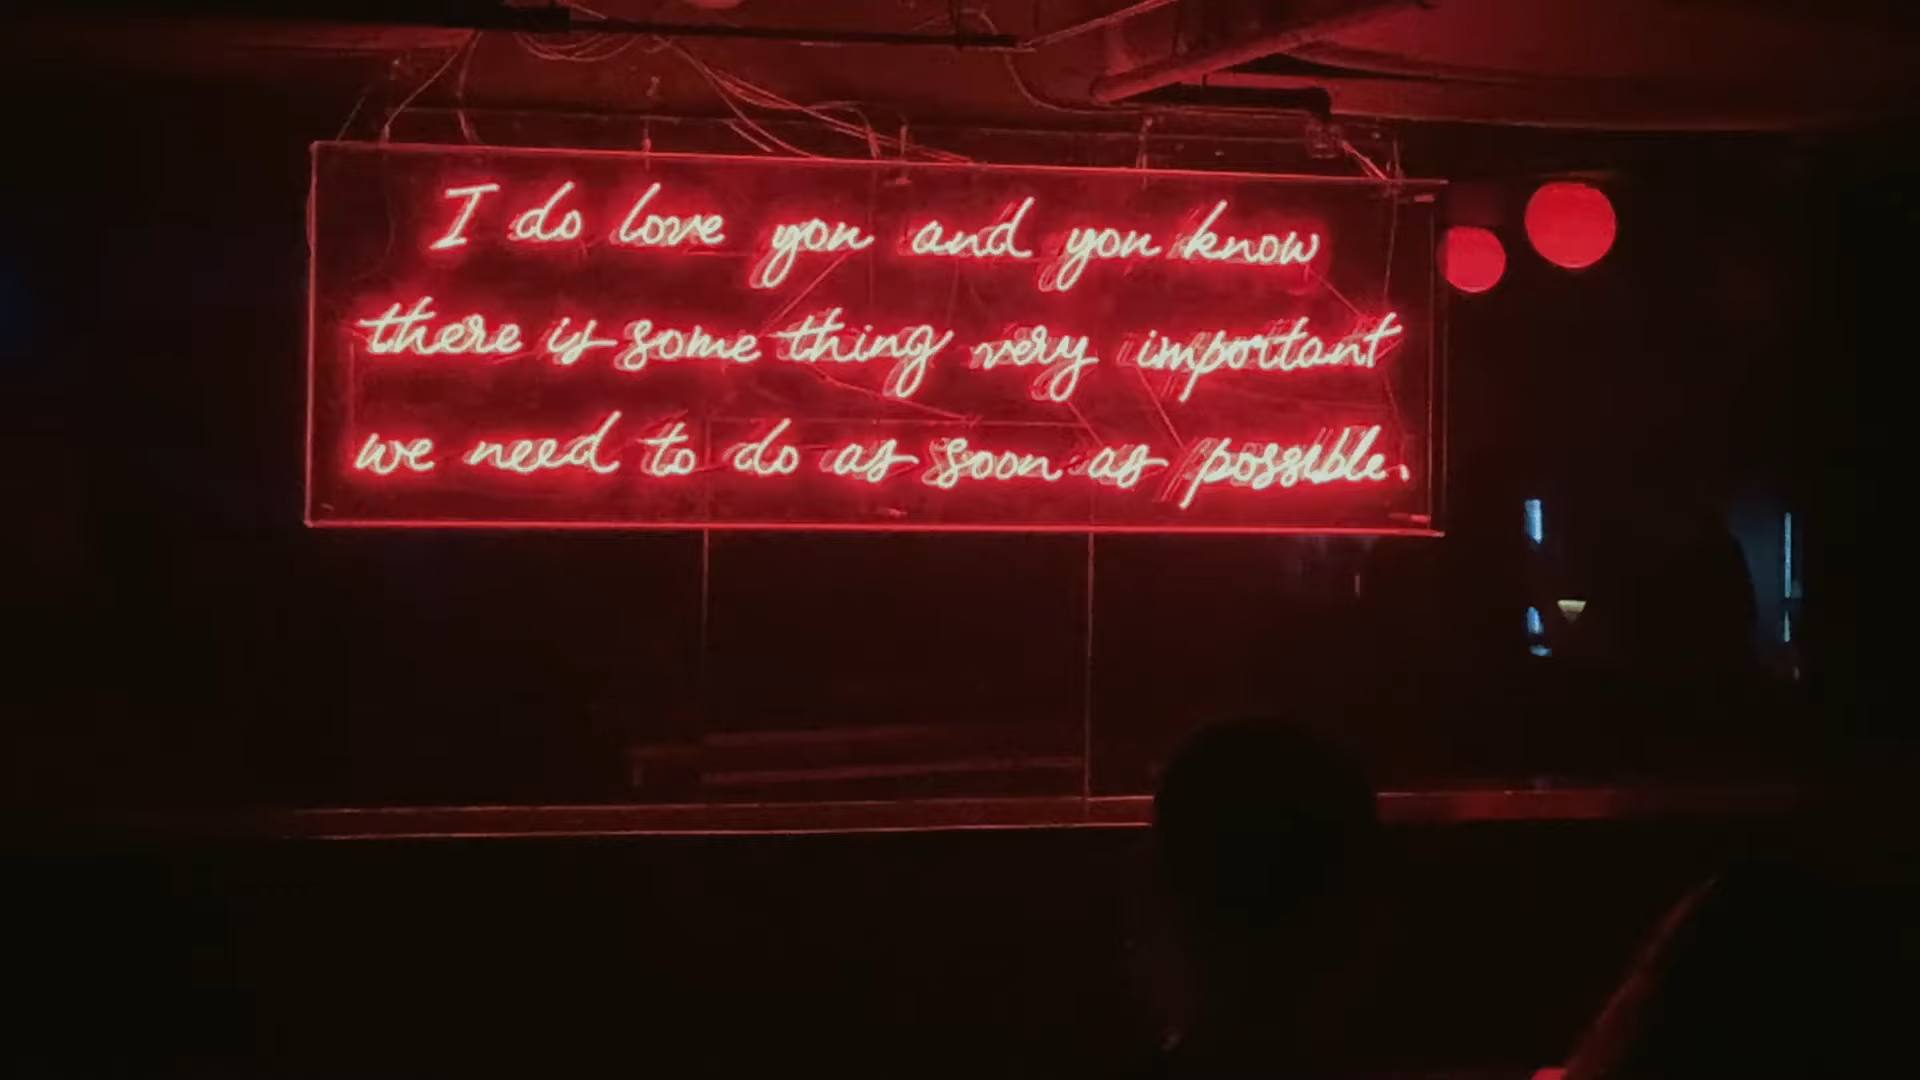 I do love you and you know
there is some thing very important
we need to do as soon as possible.